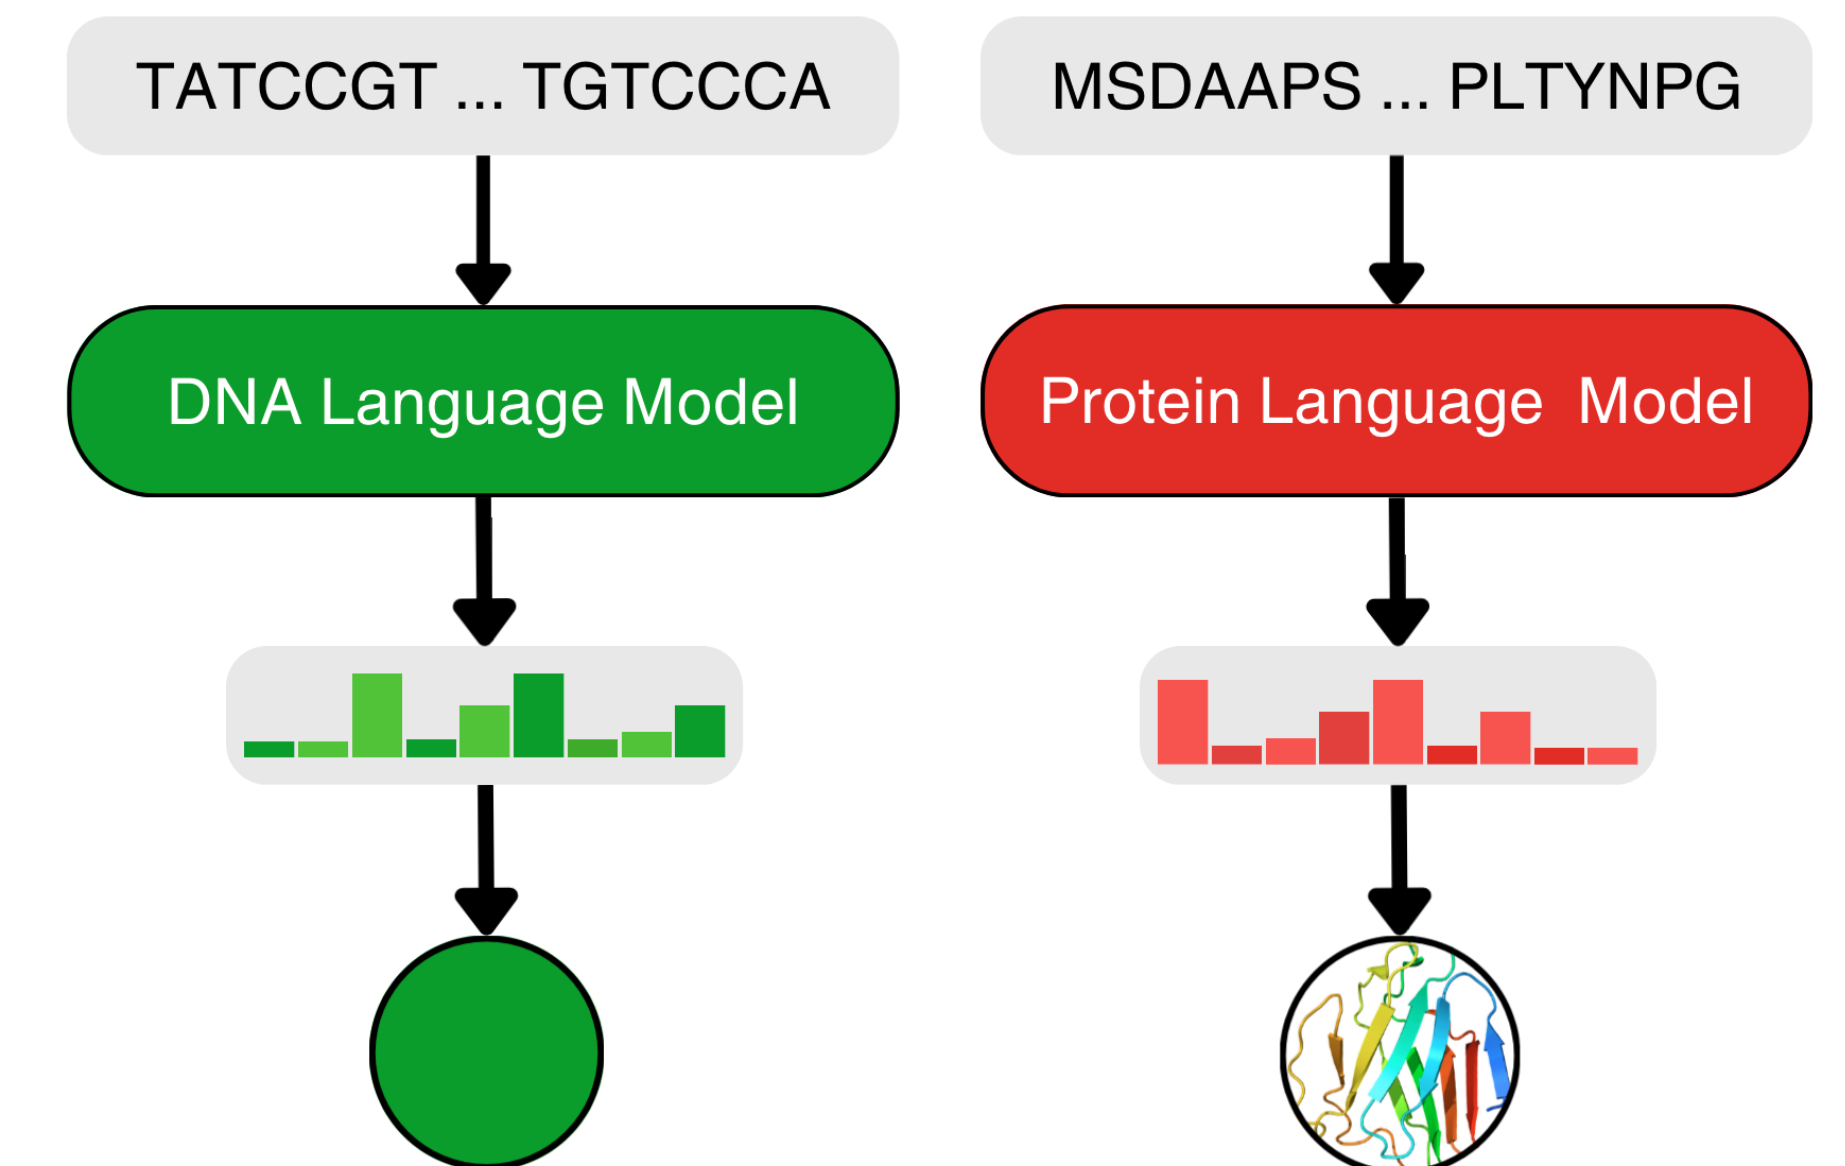 TATCCGT ... TGTCCCA
MSDAAPS ... PLTYNPG
DNA Language Model
Protein Language Model